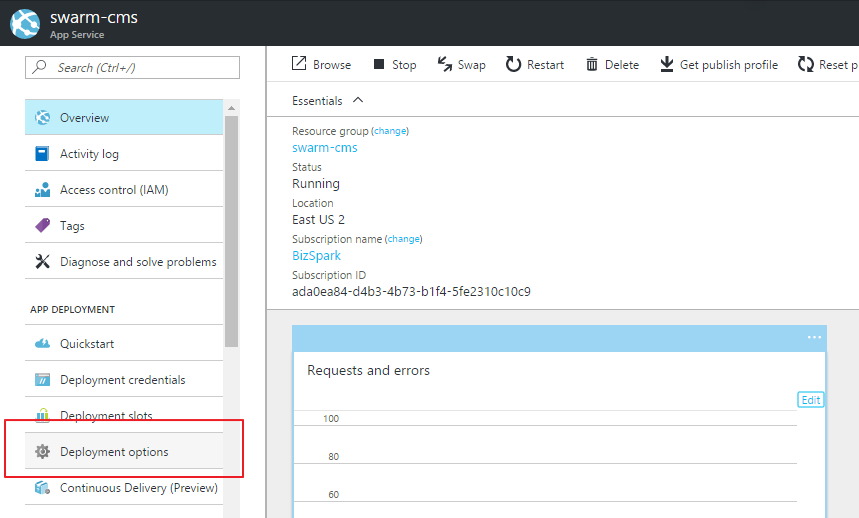 swarm-cms
App Service
Search (Ctrl+/)
Overview
Activity log
Access control (IAM)
Tags
Diagnose and solve problems
APP DEPLOYMENT
Quickstart
Deployment credentials
Deployment slots
Deployment options
Continuous Delivery (Preview)
Browse Stop Swap Restart Delete Get publish profile Reset p
Essentials
Resource group (change)
swarm-cms
Status
Running
Location
East US 2
Subscription name (change)
BizSpark
Subscription ID
ada0ea84-d4b3-4b73-b1f4-5fe2310c10c9
...
Requests and errors
Edit
100
80
60